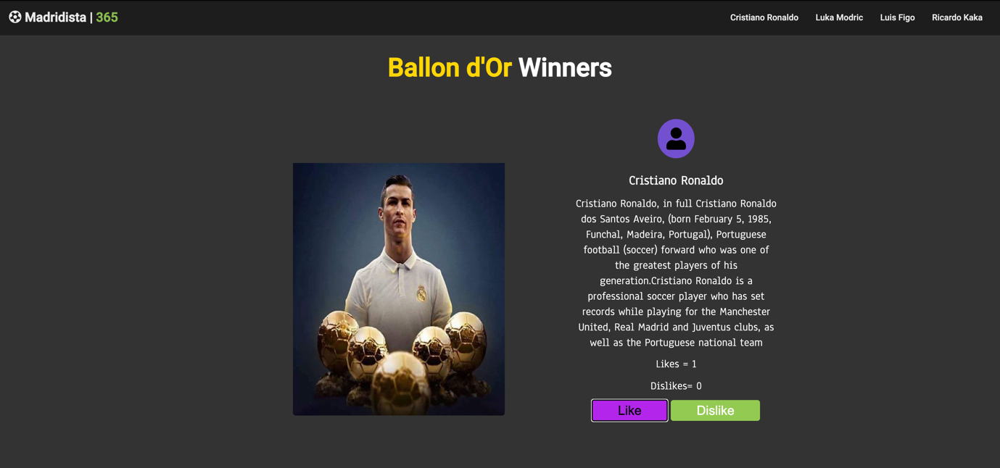 Madridista | 365
Cristiano Ronaldo Luka Modric Luis Figo Ricardo Kaka
Ballon d'Or Winners
Cristiano Ronaldo
Cristiano Ronaldo, in full Cristiano Ronaldo
dos Santos Aveiro, (born February 5, 1985,
Funchal, Madeira, Portugal), Portuguese
football (soccer) forward who was one of
the greatest players of his
generation.Cristiano Ronaldo is a
professional soccer player who has set
records while playing for the Manchester
United, Real Madrid and Juventus clubs, as
well as the Portuguese national team
Likes = 1
Dislikes= 0
Like Dislike